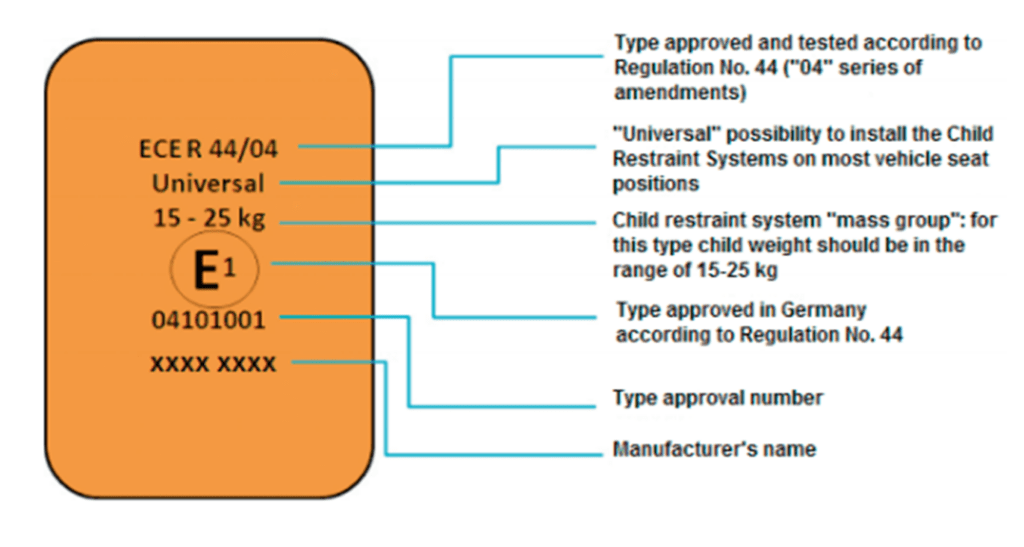 ECE R 44/04
Universal
15 - 25 kg
E1
04101001
XXXX XXXX
Type approved and tested according to
Regulation No. 44 ("04" series of
amendments)
"Universal" possibility to install the Child
Restraint Systems on most vehicle seat
positions
Child restraint system "mass group": for
this type child weight should be in the
range of 15-25 kg
Type approved in Germany
according to Regulation No. 44
Type approval number
Manufacturer's name